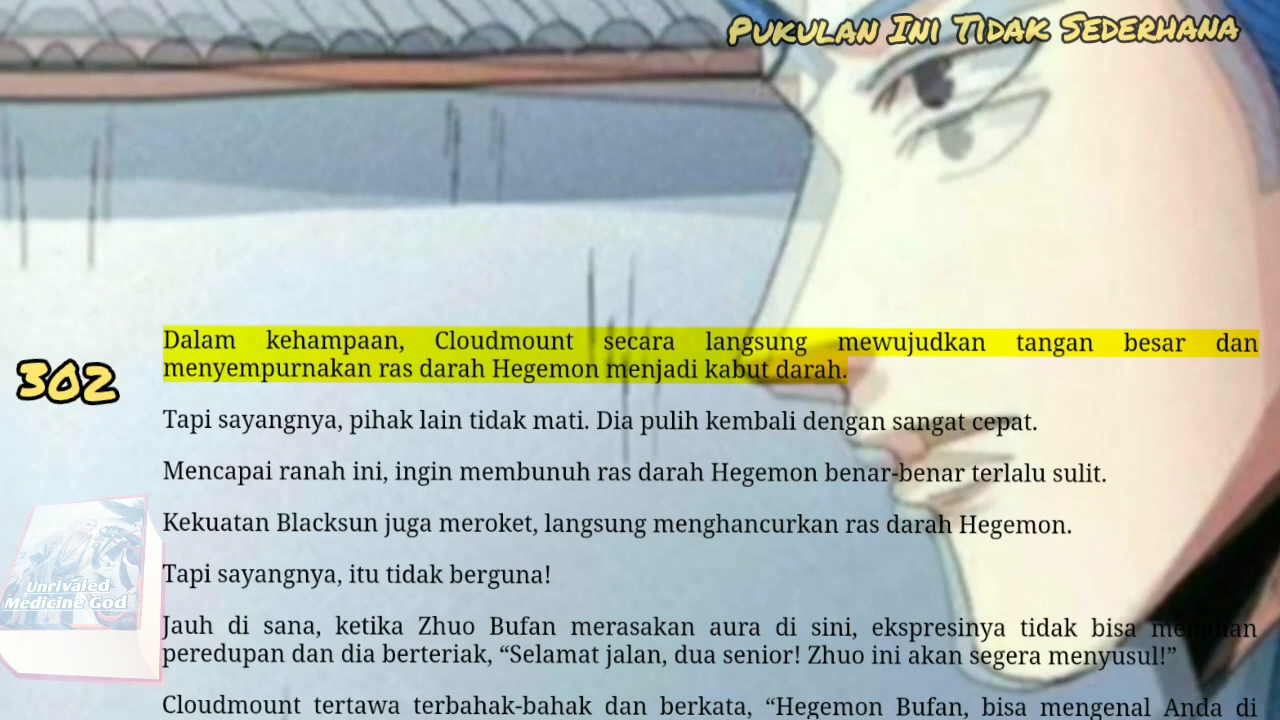 Pukulan Ini Tidak Sederhana
Dalam kehampaan, Cloudmount secara langsung mewujudkan tangan besar dan
menyempurnakan ras darah Hegemon menjadi kabut darah.
302
Tapi sayangnya, pihak lain tidak mati. Dia pulih kembali dengan sangat cepat.
Mencapai ranah ini, ingin membunuh ras darah Hegemon benar-benar terlalu sulit.
Kekuatan Blacksun juga meroket, langsung menghancurkan ras darah Hegemon.
Tapi sayangnya, itu tidak berguna!
Unrivaled
Medicine God
Jauh di sana, ketika Zhuo Bufan merasakan aura di sini, ekspresinya tidak bisa menahan
peredupan dan dia berteriak, “Selamat jalan, dua senior! Zhuo ini akan segera menyusul!”
Cloudmount tertawa terbahak-bahak dan berkata, “Hegemon Bufan, bisa mengenal Anda di